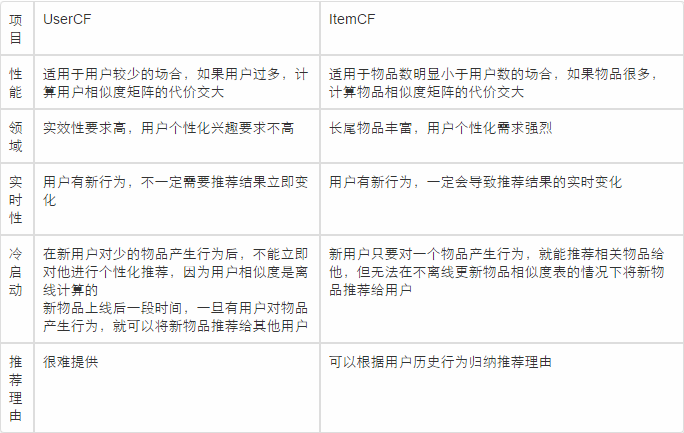 项目 UserCF ItemCF
性能 适用于用户较少的场合，如果用户过多，计 适用于物品数明显小于用户数的场合，如果物品很多，
算用户相似度矩阵的代价交大 计算物品相似度矩阵的代价交大
领域 实效性要求高，用户个性化兴趣要求不高 长尾物品丰富，用户个性化需求强烈
实时性 用户有新行为，不一定需要推荐结果立即变 用户有新行为，一定会导致推荐结果的实时变化
化
冷启动 在新用户对少的物品产生行为后，不能立即 新用户只要对一个物品产生行为，就能推荐相关物品给
对他进行个性化推荐，因为用户相似度是离 他，但无法在不离线更新物品相似度表的情况下将新物
线计算的 品推荐给用户
新物品上线后一段时间，一旦有用户对物品
产生行为，就可以将新物品推荐给其他用户
推荐理由 很难提供 可以根据用户历史行为归纳推荐理由